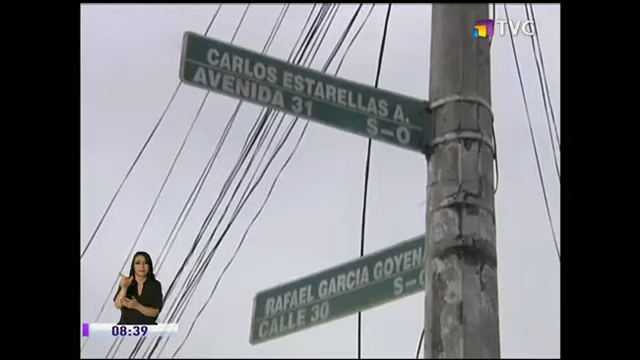 TVC
CARLOS ESTARELLAS A.
AVENIDA 31 S-O
RAFAEL GARCIA GOYENA
CALLE 30 S-
08:39